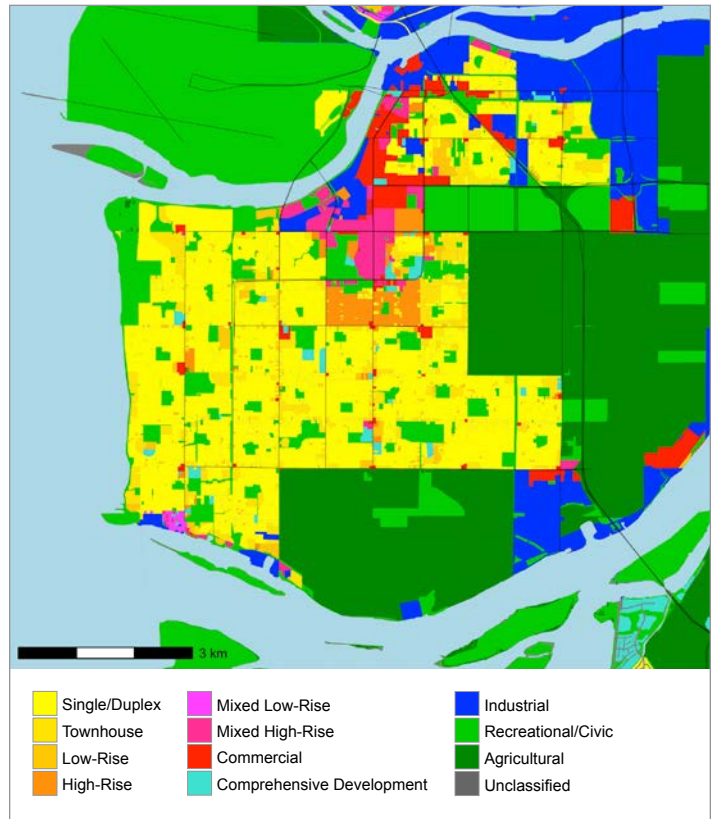 3 km
Single/Duplex
Townhouse
Low-Rise
High-Rise
Mixed Low-Rise
Mixed High-Rise
Commercial
Comprehensive Development
Industrial
Recreational/Civic
Agricultural
Unclassified